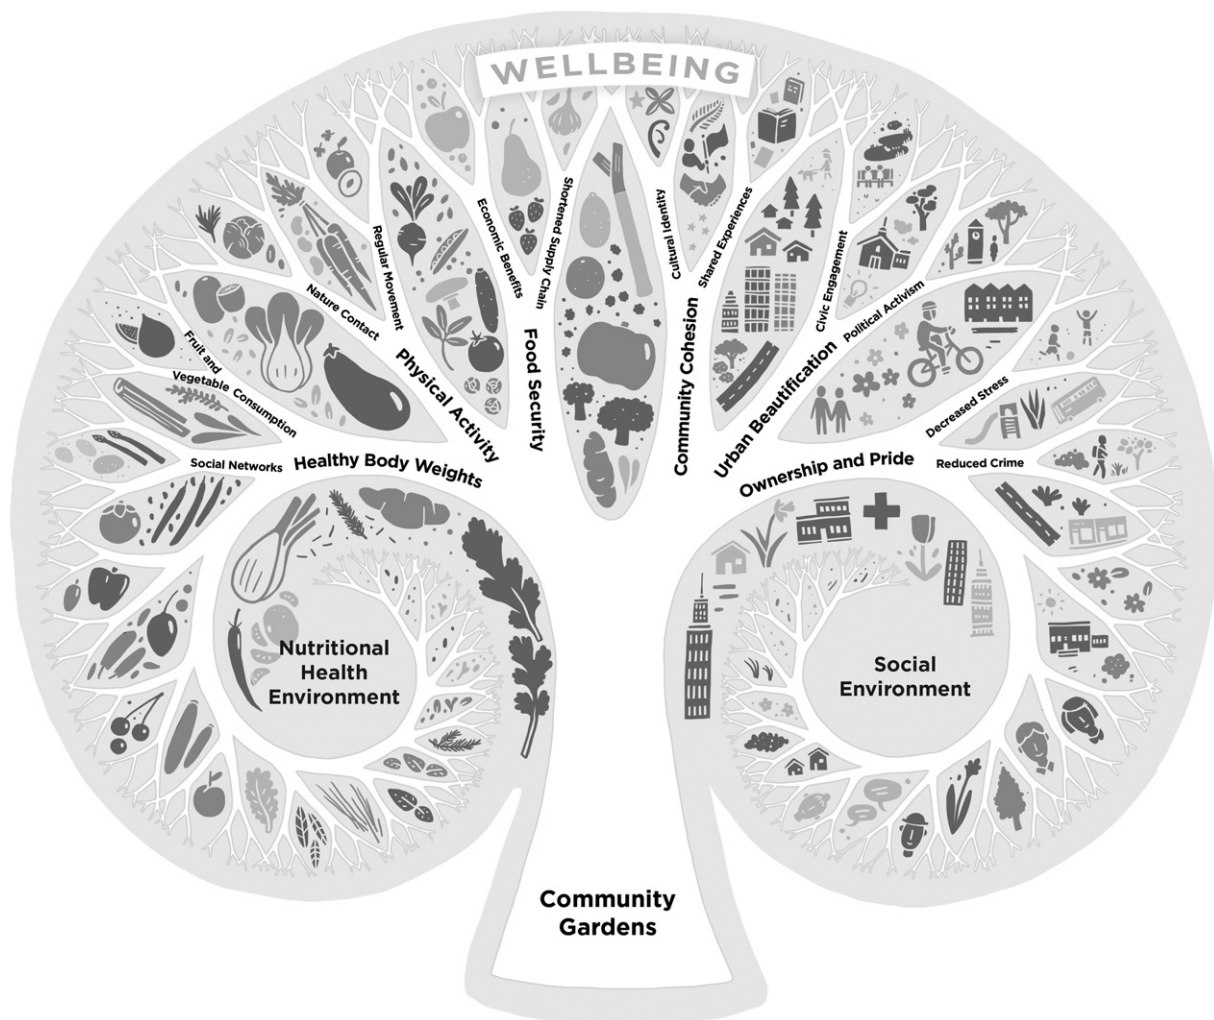 WELLBEING
Shortened Supply Chain
Economic Benefits
Regular Movement
Nature Contact
Fruit and
Vegetable Consumption
Social Networks
Cultural Identity
Shared Experiences
Civic Engagement
Political Activism
Decreased Stress
Reduced Crime
Food Security
Physical Activity
Healthy Body Weights
Community Cohesion
Urban Beautification
Ownership and Pride
Nutritional
Health
Environment
Social
Environment
Community
Gardens